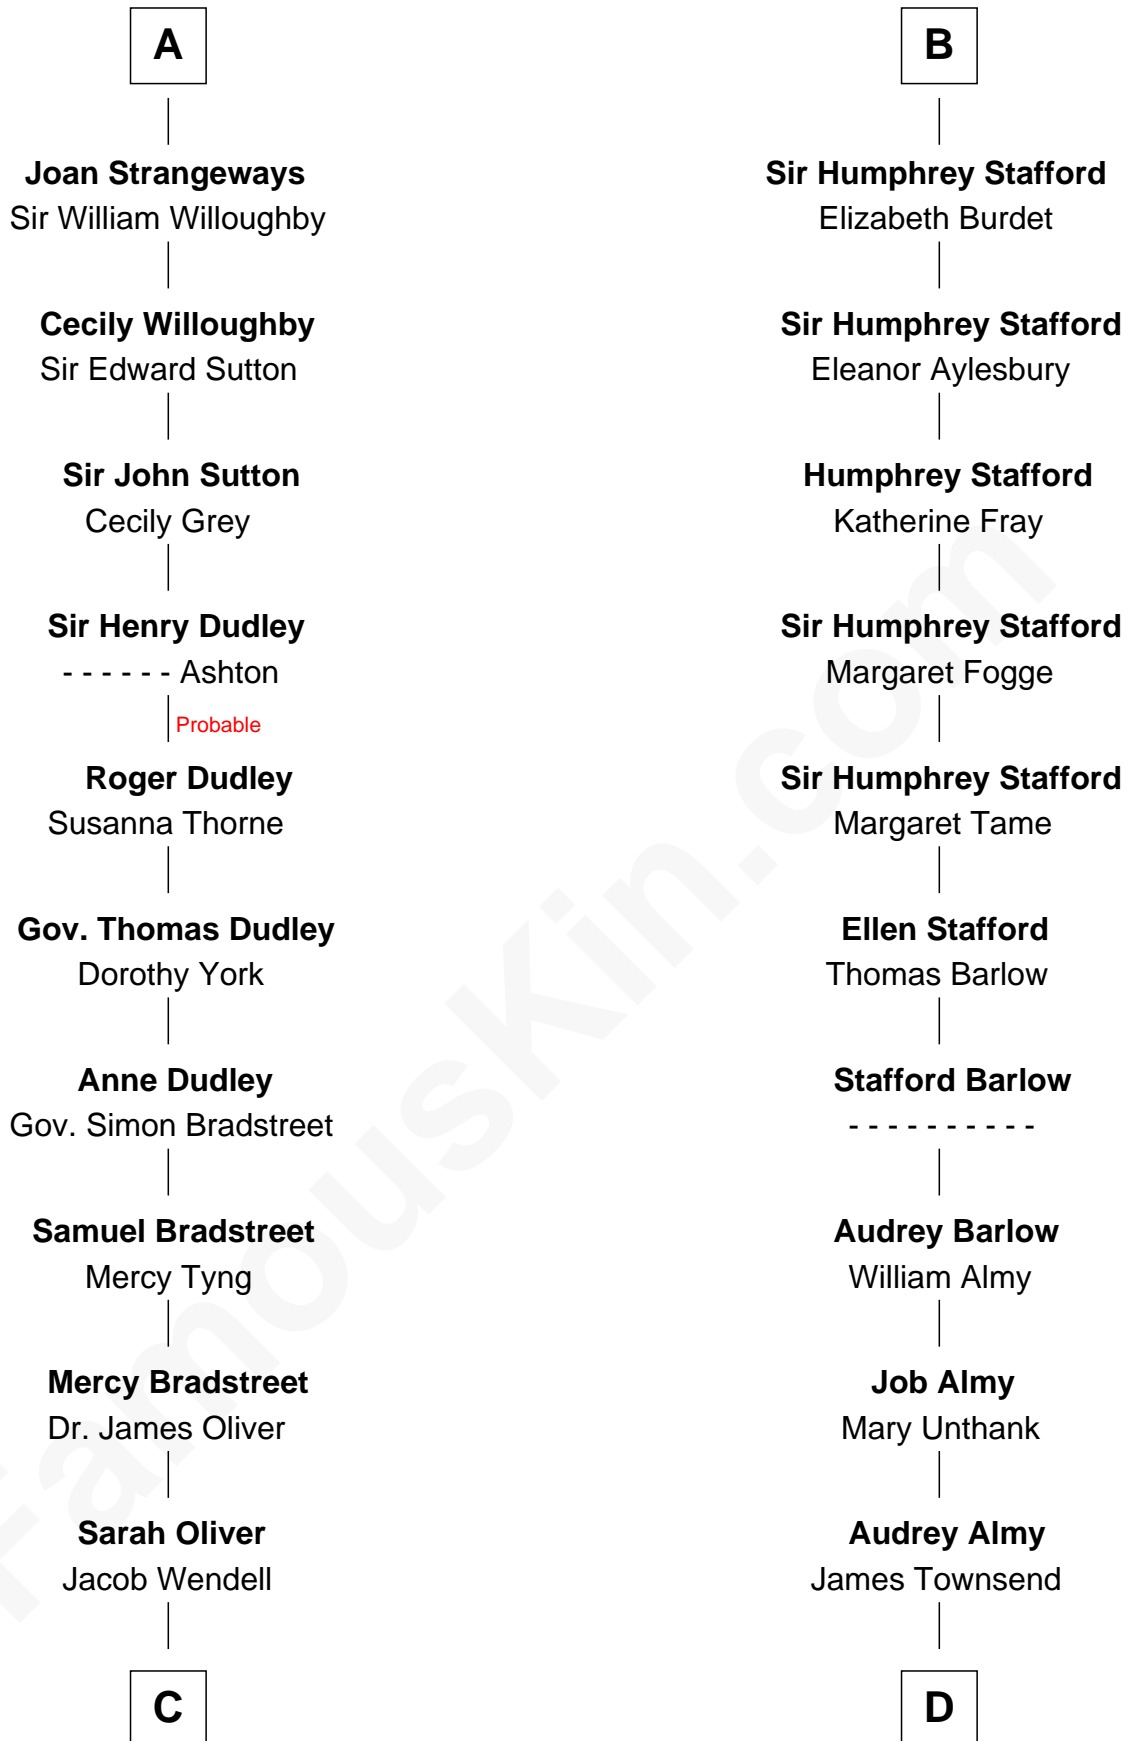 A
Joan Strangeways
Sir William Willoughby
Cecily Willoughby
Sir Edward Sutton
Sir John Sutton
Cecily Grey
Sir Henry Dudley
- - - - - - Ashton
Probable
Roger Dudley
Susanna Thorne
Gov. Thomas Dudley
Dorothy York
Anne Dudley
Gov. Simon Bradstreet
Samuel Bradstreet
Mercy Tyng
Mercy Bradstreet
Dr. James Oliver
Sarah Oliver
Jacob Wendell
C
B
Sir Humphrey Stafford
Elizabeth Burdet
Sir Humphrey Stafford
Eleanor Aylesbury
Humphrey Stafford
Katherine Fray
Sir Humphrey Stafford
Margaret Fogge
Sir Humphrey Stafford
Margaret Tame
Ellen Stafford
Thomas Barlow
Stafford Barlow
- - - - - - - - - -
Audrey Barlow
William Almy
Job Almy
Mary Unthank
Audrey Almy
James Townsend
D
FamousKin.com